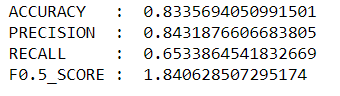 ACCURACY   :  0.8335694050991501
PRECISION  :  0.8431876606683805
RECALL     :  0.6533864541832669
F0.5_SCORE :  1.840628507295174